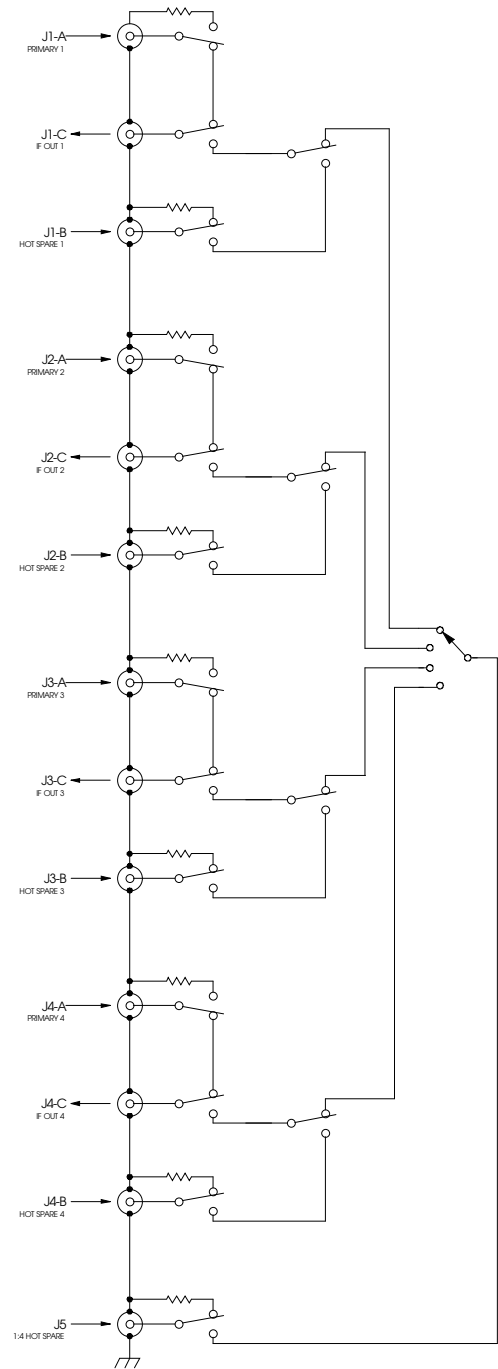 J1-A
PRIMARY 1
J1-C
IF OUT 1
J1-B
HOT SPARE 1
J2-A
PRIMARY 2
J2-C
IF OUT 2
J2-B
HOT SPARE 2
J3-A
PRIMARY 3
J3-C
IF OUT 3
J3-B
HOT SPARE 3
J4-A
PRIMARY 4
J4-C
IF OUT 4
J4-B
HOT SPARE 4
J5
1:4 HOT SPARE